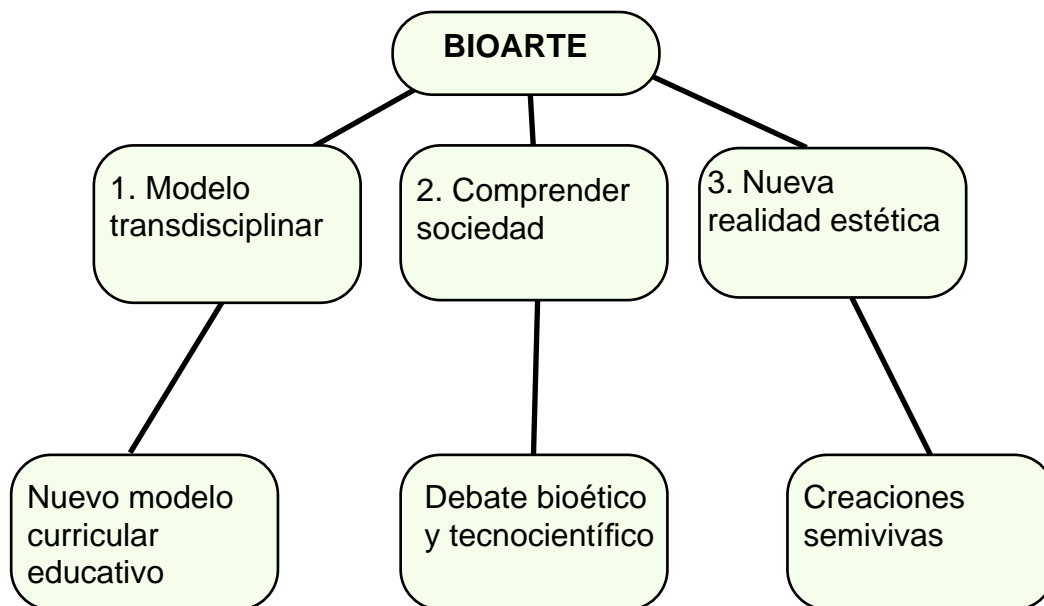 BIOARTE
1. Modelo
transdisciplinar
2. Comprender
sociedad
3. Nueva
realidad estética
Nuevo modelo
curricular
educativo
Debate bioético
y tecnocientífico
Creaciones
semivivas